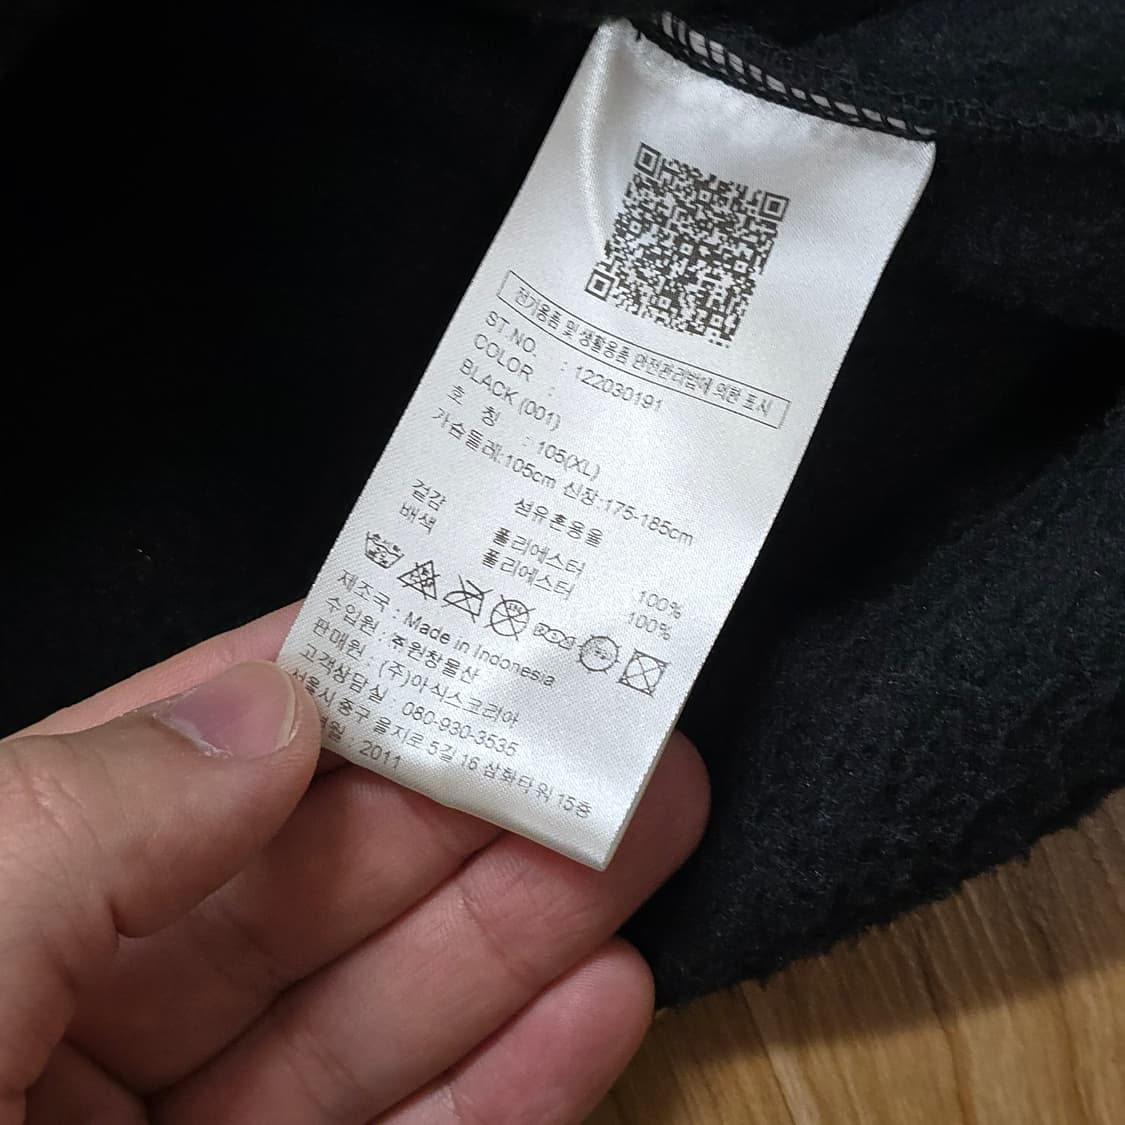 전기용품 및 생활용품 안전관리법에 의한 표시
ST.NO. : 122030191
COLOR :
BLACK (001)
호 칭 : 105(XL)
가슴둘레:105cm 신장:175-185cm
섬유혼용율
겉감 폴리에스터 100%
배색 폴리에스터 100%
제조국 : Made in Indonesia
수입원 : 주원창물산
판매원 : (주)아식스코리아
고객상담실 : 080-930-3535
서울시 중구 을지로 5길 16 삼화타워 15층
월 : 2011